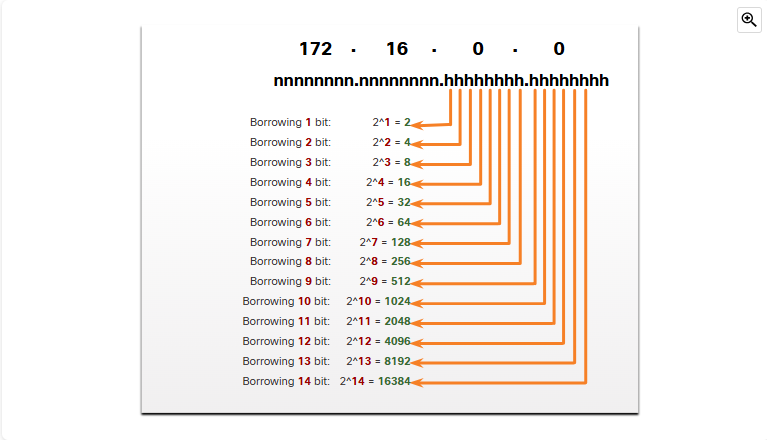 172 . 16 . 0 . 0
nnnnnnnn.nnnnnnnn.hhhhhhhh.hhhhhhhh
Borrowing 1 bit: 2^1 = 2
Borrowing 2 bit: 2^2 = 4
Borrowing 3 bit: 2^3 = 8
Borrowing 4 bit: 2^4 = 16
Borrowing 5 bit: 2^5 = 32
Borrowing 6 bit: 2^6 = 64
Borrowing 7 bit: 2^7 = 128
Borrowing 8 bit: 2^8 = 256
Borrowing 9 bit: 2^9 = 512
Borrowing 10 bit: 2^10 = 1024
Borrowing 11 bit: 2^11 = 2048
Borrowing 12 bit: 2^12 = 4096
Borrowing 13 bit: 2^13 = 8192
Borrowing 14 bit: 2^14 = 16384